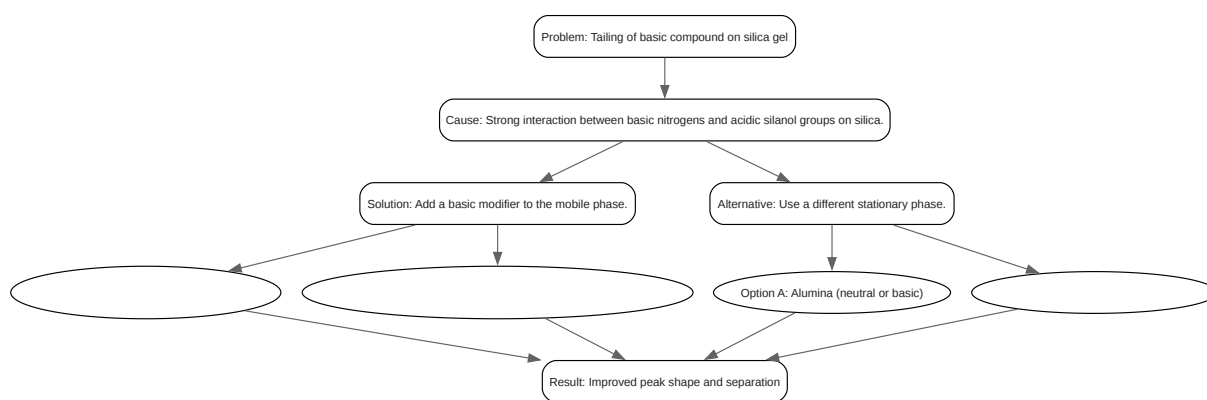 Problem: Tailing of basic compound on silica gel
Cause: Strong interaction between basic nitrogens and acidic silanol groups on silica.
Solution: Add a basic modifier to the mobile phase.
Alternative: Use a different stationary phase.
Option A: Alumina (neutral or basic)
Result: Improved peak shape and separation